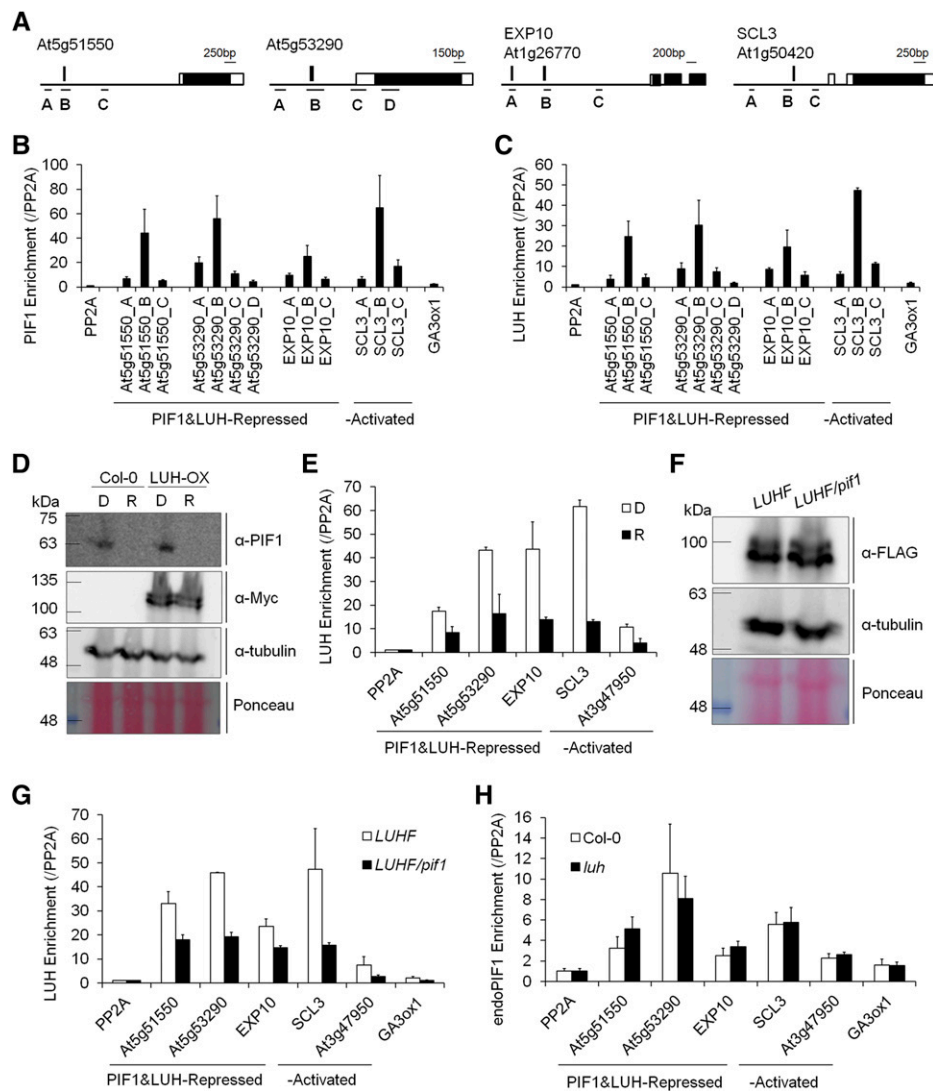 A
At5g51550
250bp
A B C
At5g53290
150bp
A B C D
EXP10
At1g26770
200bp
A B C
SCL3
At1g50420
250bp
A B C
B
PIF1 Enrichment (/PP2A)
100
80
60
40
20
0
PP2A
At5g51550_A
At5g51550_B
At5g51550_C
At5g53290_A
At5g53290_B
At5g53290_C
At5g53290_D
EXP10_A
EXP10_B
EXP10_C
SCL3_A
SCL3_B
SCL3_C
GA3ox1
PIF1&LUH-Repressed
-Activated
C
LUH Enrichment (/PP2A)
60
50
40
30
20
10
0
PP2A
At5g51550_A
At5g51550_B
At5g51550_C
At5g53290_A
At5g53290_B
At5g53290_C
At5g53290_D
EXP10_A
EXP10_B
EXP10_C
SCL3_A
SCL3_B
SCL3_C
GA3ox1
PIF1&LUH-Repressed
-Activated
D
Col-0 LUH-OX
kDa D R D R
75
63
α-PIF1
135
100
α-Myc
63
48
α-tubulin
48
Ponceau
E
LUH Enrichment (/PP2A)
70
60
50
40
30
20
10
0
D
R
PP2A
At5g51550
At5g53290
EXP10
SCL3
At3g47950
PIF1&LUH-Repressed
-Activated
F
LUHF LUHF/pif1
kDa
100
α-FLAG
63
48
α-tubulin
48
Ponceau
G
LUH Enrichment (/PP2A)
70
60
50
40
30
20
10
0
LUHF
LUHF/pif1
PP2A
At5g51550
At5g53290
EXP10
SCL3
At3g47950
GA3ox1
PIF1&LUH-Repressed
-Activated
H
endoPIF1 Enrichment (/PP2A)
16
14
12
10
8
6
4
2
0
Col-0
luh
PP2A
At5g51550
At5g53290
EXP10
SCL3
At3g47950
GA3ox1
PIF1&LUH-Repressed
-Activated